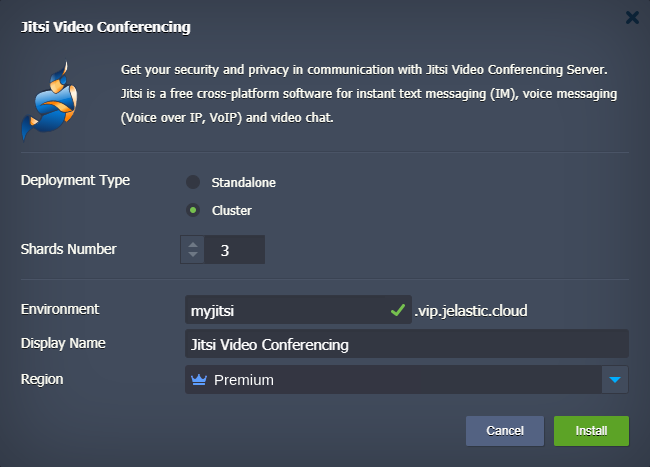 Jitsi Video Conferencing
Get your security and privacy in communication with Jitsi Video Conferencing Server.
Jitsi is a free cross-platform software for instant text messaging (IM), voice messaging
(Voice over IP, VoIP) and video chat.
Deployment Type
Standalone
Cluster
Shards Number
3
Environment
myjitsi
.vip.jelastic.cloud
Display Name
Jitsi Video Conferencing
Region
Premium
Cancel
Install